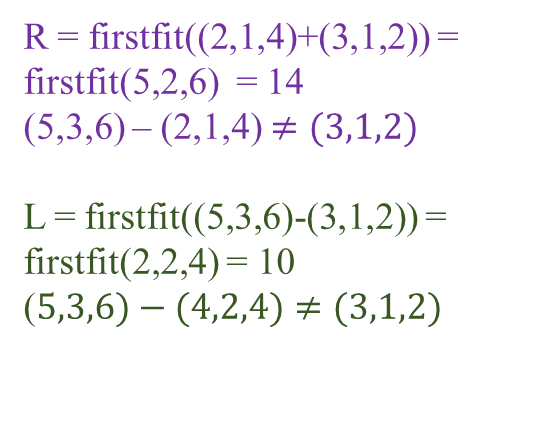 R = firstfit((2,1,4)+(3,1,2)) =
firstfit(5,2,6) = 14
(5,3,6) – (2,1,4) ≠ (3,1,2)
L = firstfit((5,3,6)-(3,1,2)) =
firstfit(2,2,4) = 10
(5,3,6) − (4,2,4) ≠ (3,1,2)